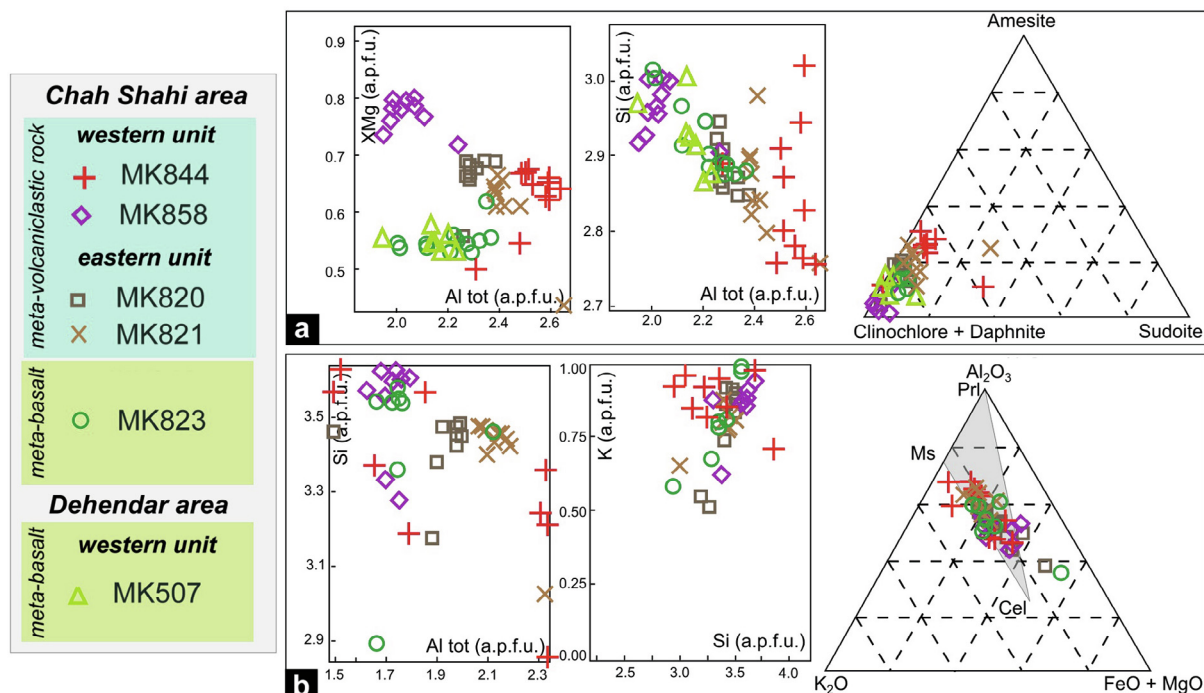 Chah Shahi area
meta-volcaniclastic rock
western unit
MK844
MK858
eastern unit
MK820
MK821
meta-basalt
MK823
Dehendar area
meta-basalt
western unit
MK507
a
XMg (a.p.f.u.)
0.9
0.8
0.7
0.6
0.5
Al tot (a.p.f.u.)
2.0
2.2
2.4
2.6
Si (a.p.f.u.)
3.0
2.9
2.8
2.7
Al tot (a.p.f.u.)
2.0
2.2
2.4
2.6
Amesite
Clinochlore + Daphnite
Sudoite
b
Si (a.p.f.u.)
3.5
3.3
3.1
2.9
Al tot (a.p.f.u.)
1.5
1.7
1.9
2.1
2.3
K (a.p.f.u.)
1.00
0.75
0.50
0.25
0.00
Si (a.p.f.u.)
3.0
3.5
4.0
Al₂O₃
Prl
Ms
Cel
K₂O
FeO + MgO